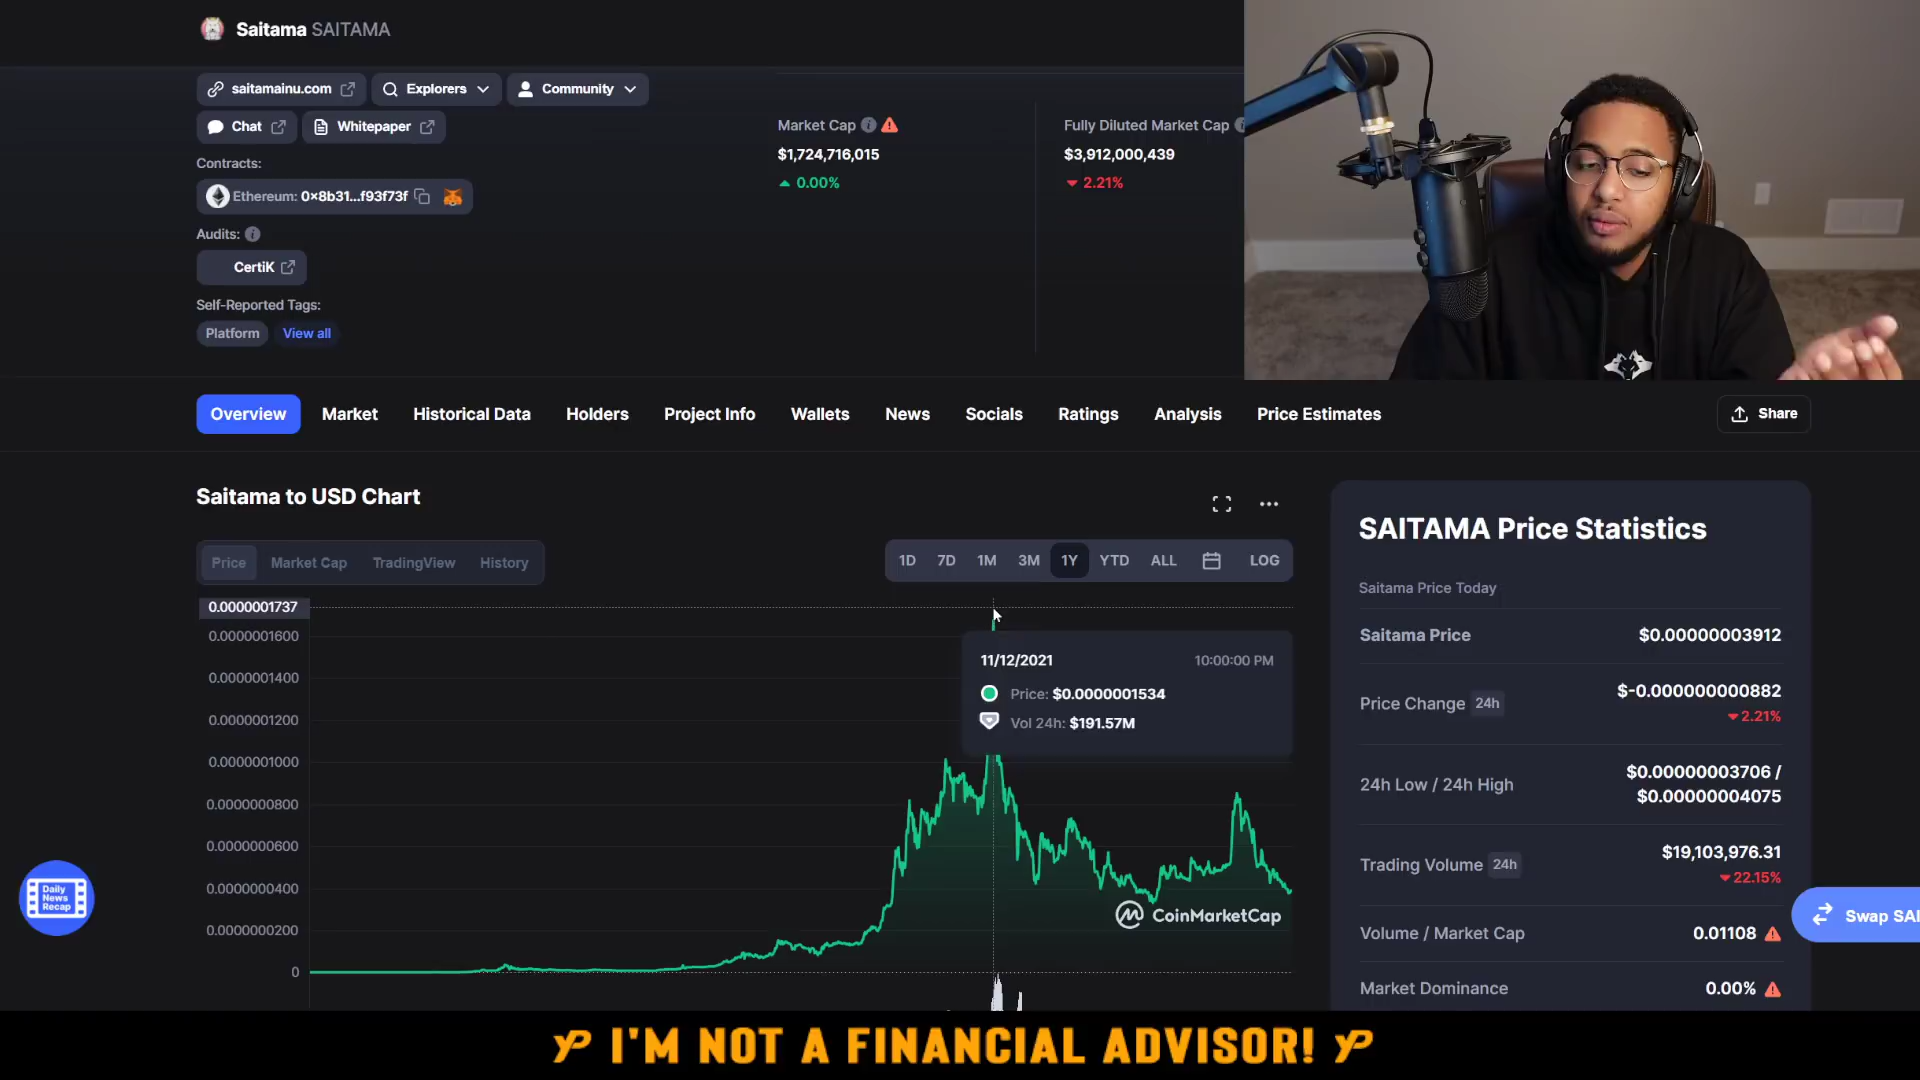 Saitama SAITAMA
saitamainu.com
Explorers
Community
Chat
Whitepaper
Contracts:
Ethereum: 0x8b31...f93f73f
Audits:
CertiK
Self-Reported Tags:
Platform
View all
Market Cap
$1,724,716,015
0.00%
Fully Diluted Market Cap
$3,912,000,439
2.21%
Overview
Market
Historical Data
Holders
Project Info
Wallets
News
Socials
Ratings
Analysis
Price Estimates
Share
Saitama to USD Chart
Price
Market Cap
TradingView
History
1D
7D
1M
3M
1Y
YTD
ALL
LOG
0.0000001737
0.0000001600
0.0000001400
0.0000001200
0.0000001000
0.0000000800
0.0000000600
0.0000000400
0.0000000200
0
11/12/2021 10:00:00 PM
Price: $0.0000001534
Vol 24h: $191.57M
CoinMarketCap
SAITAMA Price Statistics
Saitama Price Today
Saitama Price $0.00000003912
Price Change 24h $-0.000000000882
2.21%
24h Low / 24h High $0.00000003706 /
$0.00000004075
Trading Volume 24h $19,103,976.31
22.15%
Volume / Market Cap 0.01108
Market Dominance 0.00%
Daily
News
Recap
Swap SAI
I'M NOT A FINANCIAL ADVISOR!